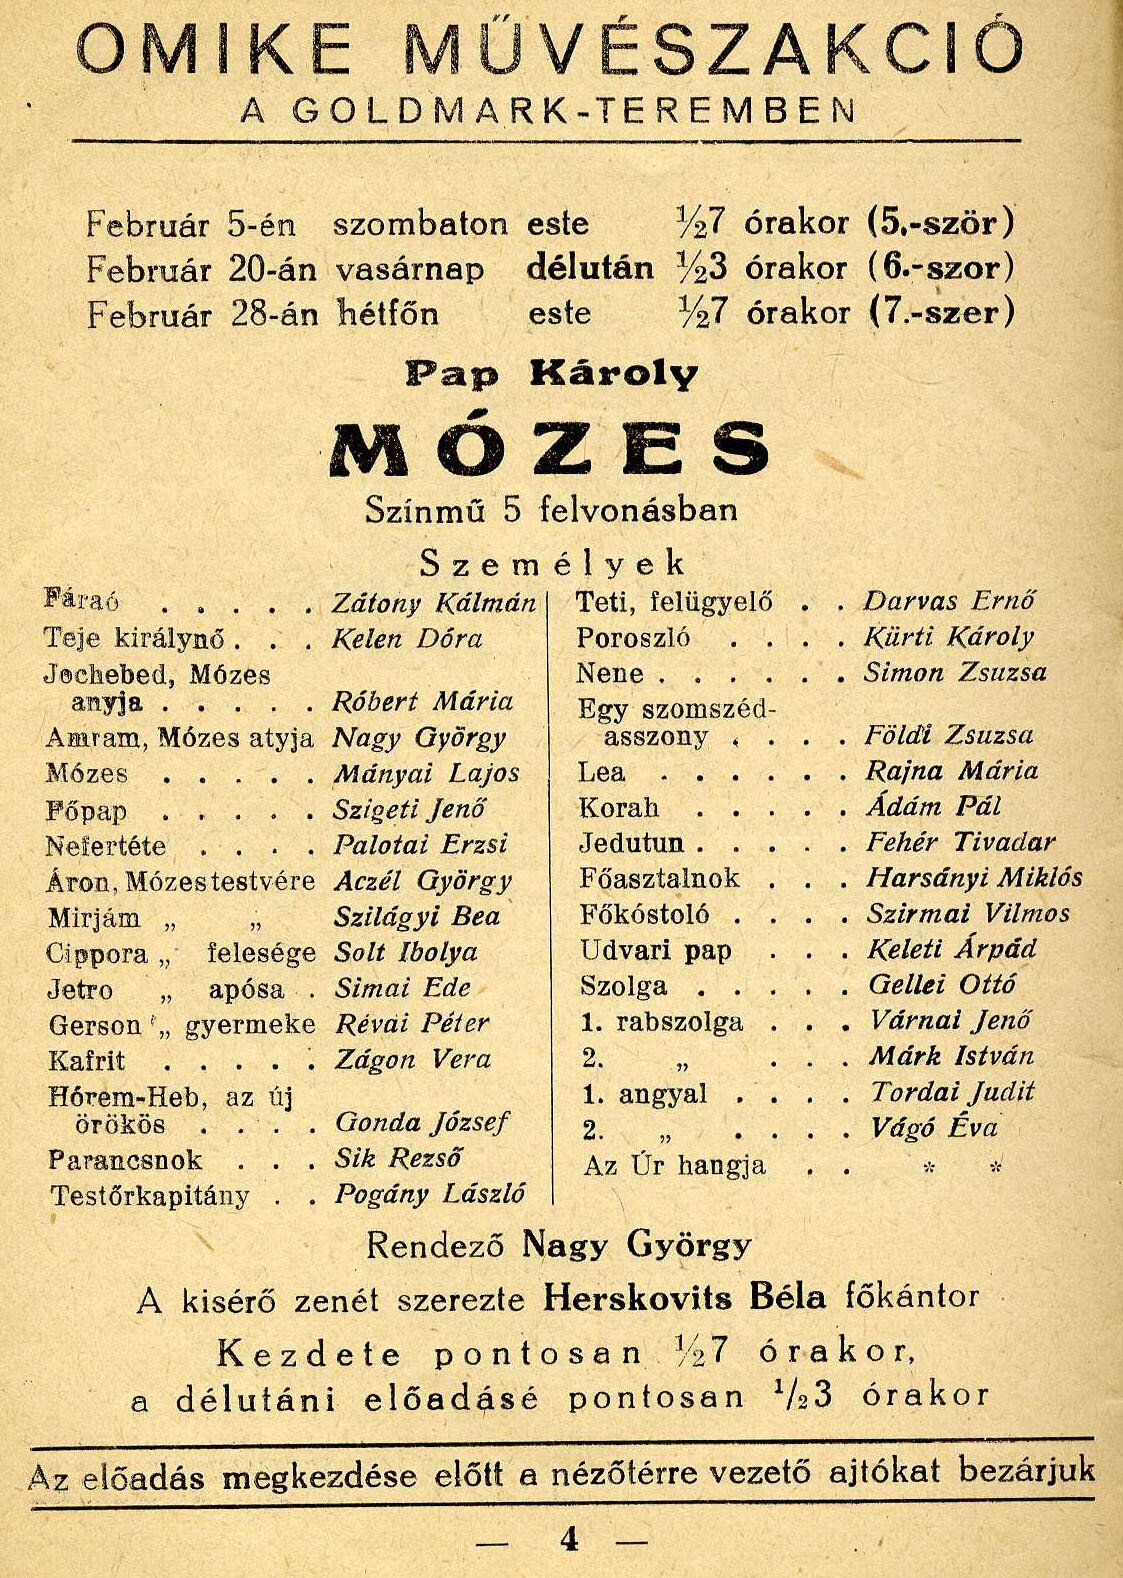 OMIKE MŰVÉSZAKCIÓ
A GOLDMARK-TEREMBEN
Február 5-én szombaton este ½7 órakor (5.-ször)
Február 20-án vasárnap délután ½3 órakor (6.-szor)
Február 28-án hétfőn este ½7 órakor (7.-szer)
Pap Károly
MÓZES
Színmű 5 felvonásban
Személyek
Fáraó . . . . . Zátony Kálmán
Teje királynő . . . Kelen Dóra
Jochebed, Mózes
anyja . . . . . Róbert Mária
Amram, Mózes atyja Nagy György
Mózes . . . . . Mányai Lajos
Főpap . . . . . Szigeti Jenő
Nefertéte . . . . Palotai Erzsi
Áron, Mózes testvére Aczél György
Mirjám „ „ Szilágyi Bea
Cippora „ felesége Solt Ibolya
Jetro „ apósa . Simai Ede
Gerson „ gyermeke Révai Péter
Kafrit . . . . . Zágon Vera
Hórem-Heb, az új
örökös . . . . Gonda József
Parancsnok . . . Sik Rezső
Testőrkapitány . . Pogány László
Teti, felügyelő . . Darvas Ernő
Poroszló . . . . Kürti Károly
Nene . . . . . . Simon Zsuzsa
Egy szomszéd-
asszony . . . . Földi Zsuzsa
Lea . . . . . . Rajna Mária
Korah . . . . . Ádám Pál
Jedutun . . . . . Fehér Tivadar
Főasztalnok . . . Harsányi Miklós
Főkóstoló . . . . Szirmai Vilmos
Udvari pap . . . Keleti Árpád
Szolga . . . . . Gellei Ottó
1. rabszolga . . . Várnai Jenő
2. „ . . . Márk István
1. angyal . . . . Tordai Judit
2. „ . . . . Vágó Éva
Az Úr hangja . . * *
Rendező Nagy György
A kisérő zenét szerezte Herskovits Béla főkántor
Kezdete pontosan ½7 órakor,
a délutáni előadásé pontosan ½3 órakor
Az előadás megkezdése előtt a nézőtérre vezető ajtókat bezárjuk
— 4 —